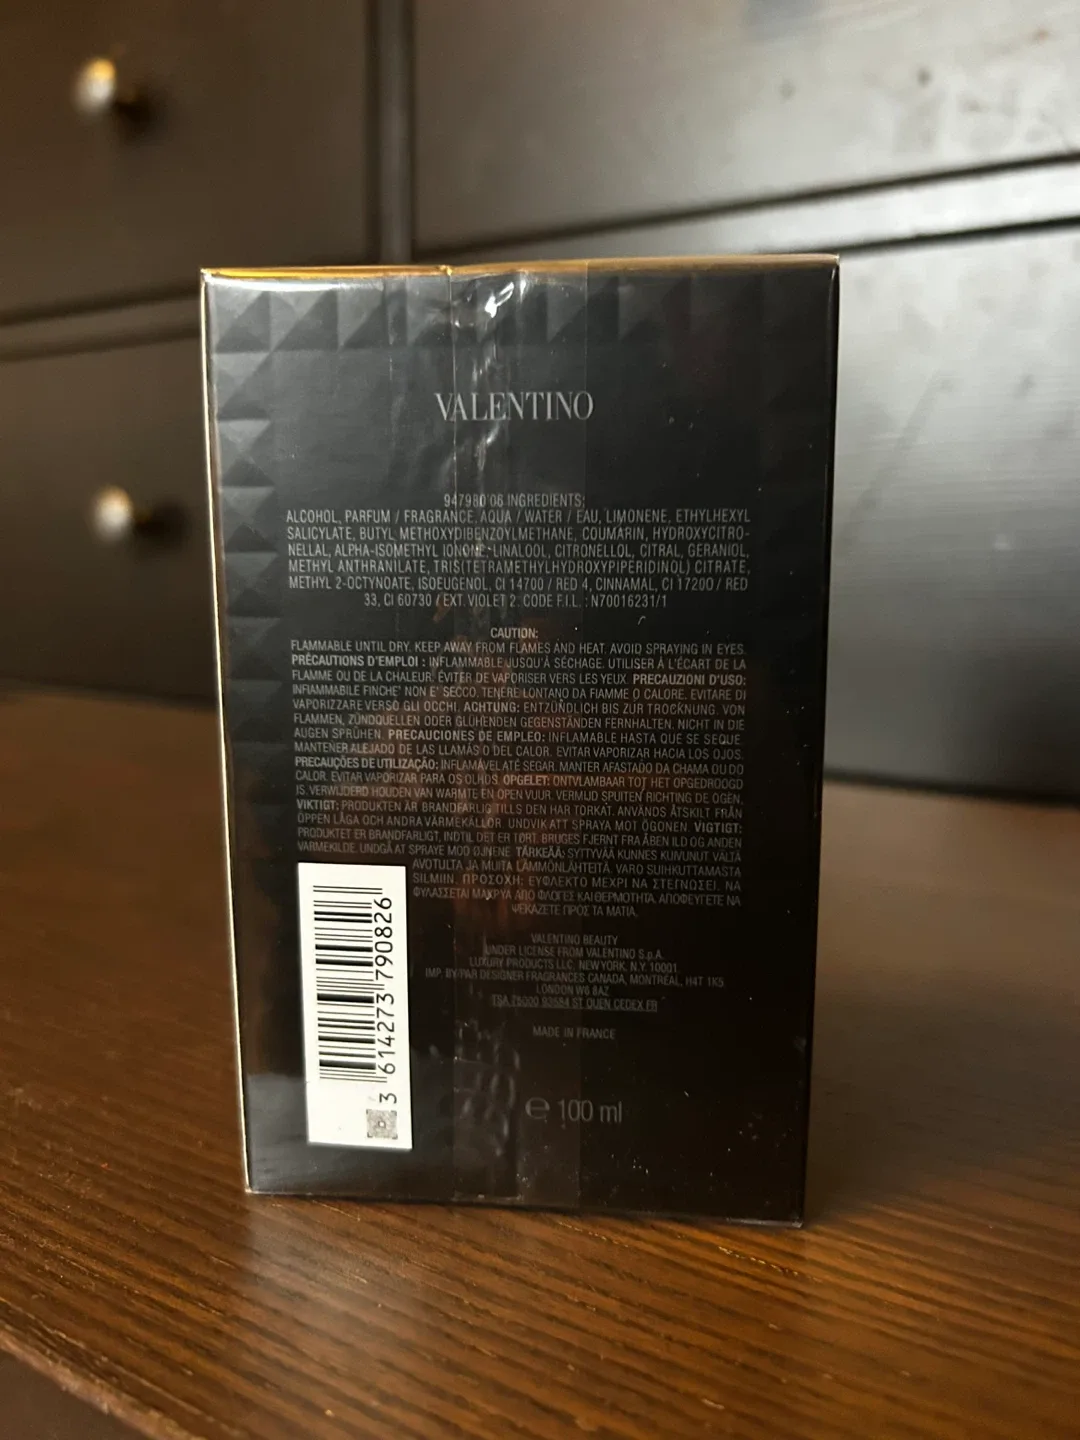 VALENTINO
947980 06 INGREDIENTS:
ALCOHOL, PARFUM / FRAGRANCE, AQUA / WATER / EAU, LIMONENE, ETHYLHEXYL
SALICYLATE, BUTYL METHOXYDIBENZOYLMETHANE, COUMARIN, HYDROXYCITRO-
NELLAL, ALPHA-ISOMETHYL IONONE, LINALOOL, CITRONELLOL, CITRAL, GERANIOL,
METHYL ANTHRANILATE, TRIS(TETRAMETHYLHYDROXYPIPERIDINOL) CITRATE,
METHYL 2-OCTYNOATE, ISOEUGENOL, CI 14700 / RED 4, CINNAMAL, CI 17200 / RED
33, CI 60730 / EXT. VIOLET 2. CODE F.I.L. : N70016231/1
CAUTION:
FLAMMABLE UNTIL DRY. KEEP AWAY FROM FLAMES AND HEAT. AVOID SPRAYING IN EYES.
PRÉCAUTIONS D'EMPLOI : INFLAMMABLE JUSQU'À SÉCHAGE. UTILISER À L'ÉCART DE LA
FLAMME OU DE LA CHALEUR. ÉVITER DE VAPORISER VERS LES YEUX. PRECAUZIONI D'USO:
INFIAMMABILE FINCHE' NON E' SECCO. TENERE LONTANO DA FIAMME O CALORE. EVITARE DI
VAPORIZZARE VERSO GLI OCCHI. ACHTUNG: ENTZÜNDLICH BIS ZUR TROCKNUNG. VON
FLAMMEN, ZÜNDQUELLEN ODER GLÜHENDEN GEGENSTÄNDEN FERNHALTEN. NICHT IN DIE
AUGEN SPRÜHEN. PRECAUCIONES DE EMPLEO: INFLAMABLE HASTA QUE SE SEQUE.
MANTENER ALEJADO DE LAS LLAMAS O DEL CALOR. EVITAR VAPORIZAR HACIA LOS OJOS.
PRECAUÇÕES DE UTILIZAÇÃO: INFLAMÁVEL ATÉ SEGAR. MANTER AFASTADO DA CHAMA OU DO
CALOR. EVITAR VAPORIZAR PARA OS OLHOS. OPGELET: ONTVLAMBAAR TOT HET OPGEDROOGD
IS. VERWIJDERD HOUDEN VAN WARMTE EN OPEN VUUR. VERMIJD SPUITEN RICHTING DE OGEN.
VIKTIGT: PRODUKTEN ÄR BRANDFARLIG TILLS DEN HAR TORKAT. ANVÄNDS ÅTSKILT FRÅN
ÖPPEN LÅGA OCH ANDRA VÄRMEKÄLLOR. UNDVIK ATT SPRAYA MOT ÖGONEN. VIGTIGT:
PRODUKTET ER BRANDFARLIGT, INDTIL DET ER TØRT. BRUGES FJERNT FRA ÅBEN ILD OG ANDEN
VARMEKILDE. UNDGÅ AT SPRAYE MOD ØJNENE. TÄRKEÄÄ: SYTTYVÄÄ KUNNES KUIVUNUT. VÄLTÄ
AVOTULTA JA MUITA LÄMMÖNLÄHTEITÄ. VARO SUIHKUTTAMASTA
SILMIIN. ΠΡΟΣΟΧΗ: ΕΥΦΛΕΚΤΟ ΜΕΧΡΙ ΝΑ ΣΤΕΓΝΩΣΕΙ. ΝΑ
ΦΥΛΑΣΣΕΤΑΙ ΜΑΚΡΥΑ ΑΠΟ ΦΛΟΓΕΣ ΚΑΙ ΘΕΡΜΟΤΗΤΑ. ΑΠΟΦΕΥΓΕΤΕ ΝΑ
ΨΕΚΑΖΕΤΕ ΠΡΟΣ ΤΑ ΜΑΤΙΑ.
VALENTINO BEAUTY
UNDER LICENSE FROM VALENTINO S.p.A.
LUXURY PRODUCTS LLC, NEW YORK, N.Y. 10001.
IMP. BY/PAR DESIGNER FRAGRANCES CANADA, MONTREAL, H4T 1K5
LONDON W6 8AZ
TSA 75000 93584 ST OUEN CEDEX FR
MADE IN FRANCE
3 614273 790826
℮ 100 ml